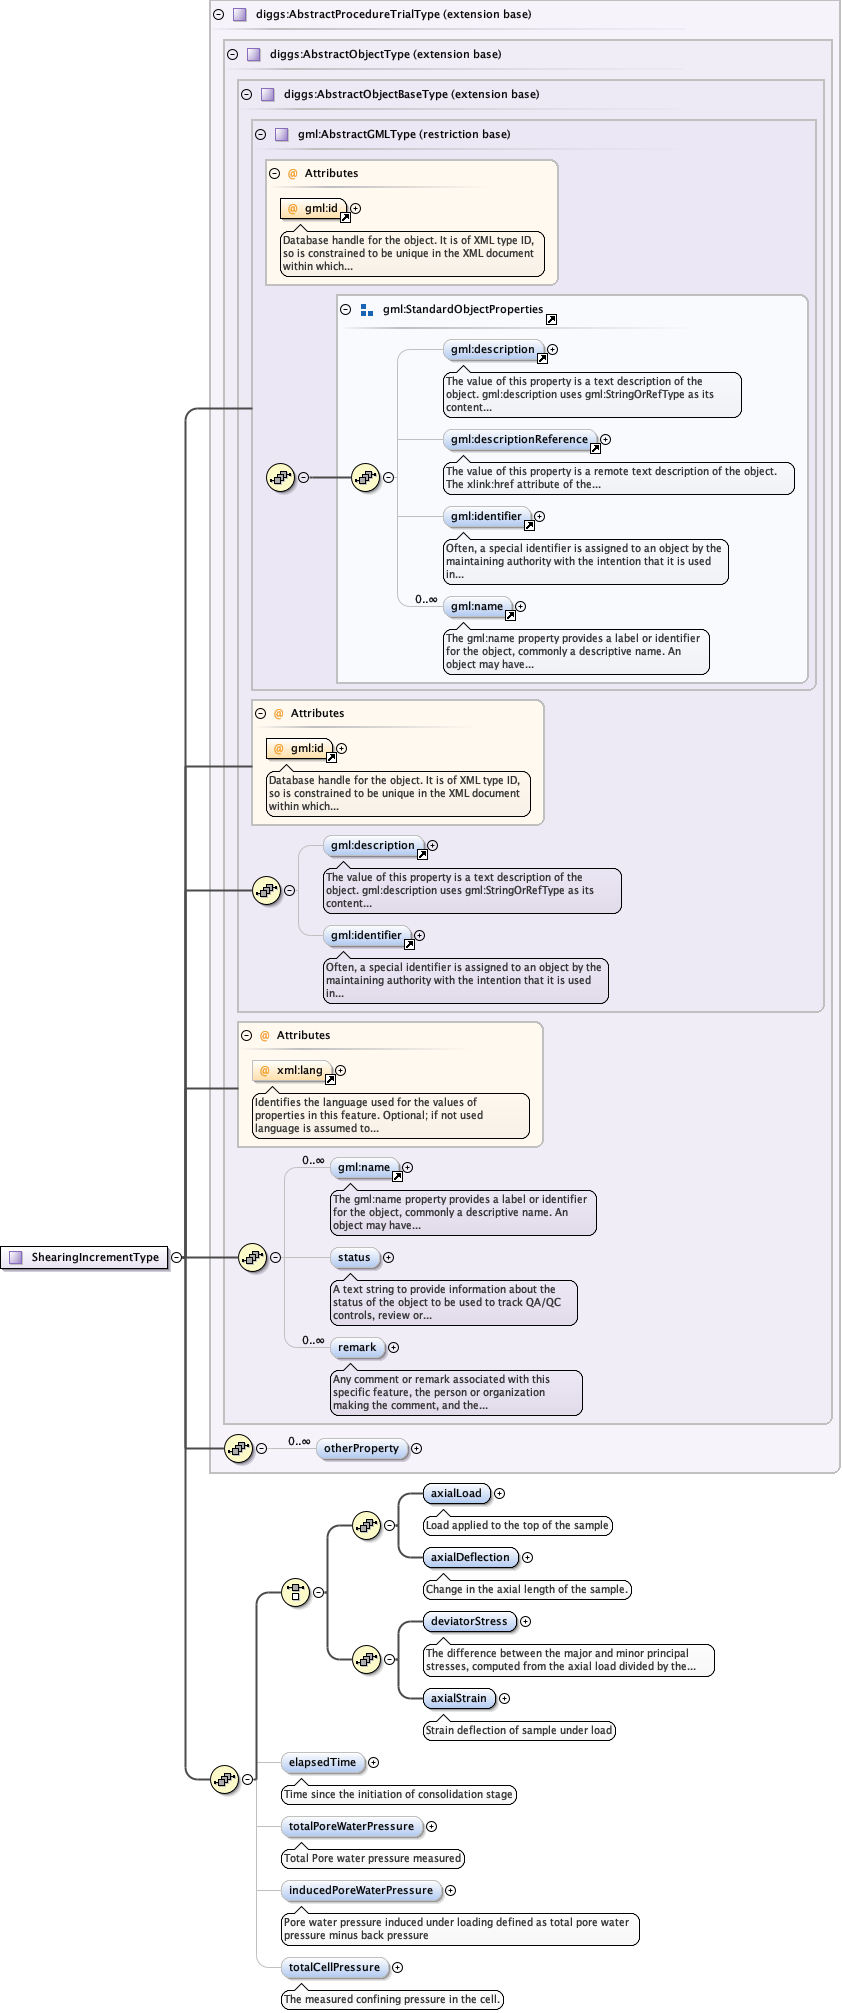 diggs:AbstractProcedureTrialType (extension base)
diggs:AbstractObjectType (extension base)
diggs:AbstractObjectBaseType (extension base)
gml:AbstractGMLType (restriction base)
@ Attributes
@ gml:id
Database handle for the object. It is of XML type ID,
so is constrained to be unique in the XML document
within which...
gml:StandardObjectProperties
gml:description
The value of this property is a text description of the
object. gml:description uses gml:StringOrRefType as its
content...
gml:descriptionReference
The value of this property is a remote text description of the object.
The xlink:href attribute of the...
gml:identifier
Often, a special identifier is assigned to an object by the
maintaining authority with the intention that it is used
in...
0..∞
gml:name
The gml:name property provides a label or identifier
for the object, commonly a descriptive name. An
object may have...
@ Attributes
@ gml:id
Database handle for the object. It is of XML type ID,
so is constrained to be unique in the XML document
within which...
gml:description
The value of this property is a text description of the
object. gml:description uses gml:StringOrRefType as its
content...
gml:identifier
Often, a special identifier is assigned to an object by the
maintaining authority with the intention that it is used
in...
@ Attributes
@ xml:lang
Identifies the language used for the values of
properties in this feature. Optional; if not used
language is assumed to...
0..∞
gml:name
The gml:name property provides a label or identifier
for the object, commonly a descriptive name. An
object may have...
ShearingIncrementType
status
A text string to provide information about the
status of the object to be used to track QA/QC
controls, review or...
0..∞
remark
Any comment or remark associated with this
specific feature, the person or organization
making the comment, and the...
0..∞
otherProperty
axialLoad
Load applied to the top of the sample
axialDeflection
Change in the axial length of the sample.
deviatorStress
The difference between the major and minor principal
stresses, computed from the axial load divided by the...
axialStrain
Strain deflection of sample under load
elapsedTime
Time since the initiation of consolidation stage
totalPoreWaterPressure
Total Pore water pressure measured
inducedPoreWaterPressure
Pore water pressure induced under loading defined as total pore water
pressure minus back pressure
totalCellPressure
The measured confining pressure in the cell.